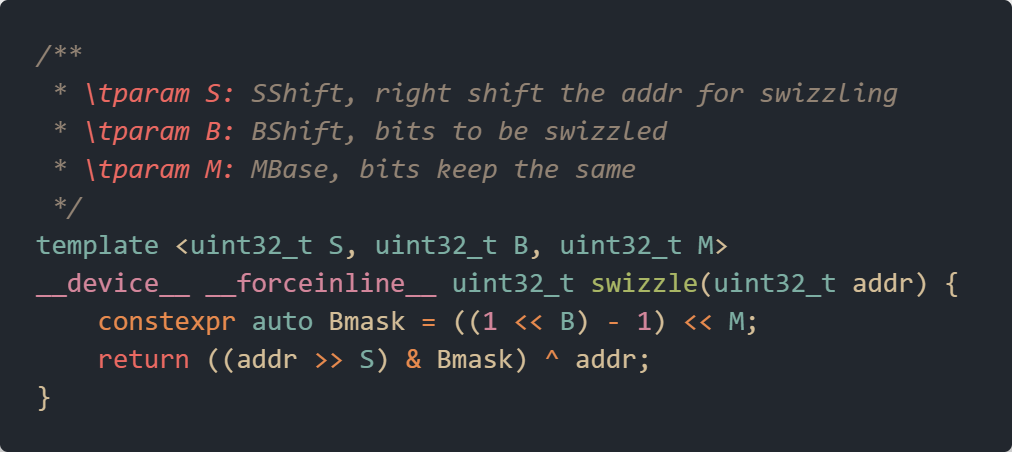 /**
 * \tparam S: SShift, right shift the addr for swizzling
 * \tparam B: BShift, bits to be swizzled
 * \tparam M: MBase, bits keep the same
 */
template <uint32_t S, uint32_t B, uint32_t M>
__device__ __forceinline__ uint32_t swizzle(uint32_t addr) {
    constexpr auto Bmask = ((1 << B) - 1) << M;
    return ((addr >> S) & Bmask) ^ addr;
}